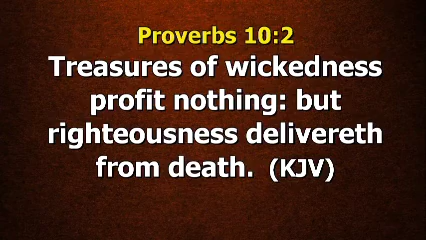 Proverbs 10:2
Treasures of wickedness
profit nothing: but
righteousness delivereth
from death. (KJV)